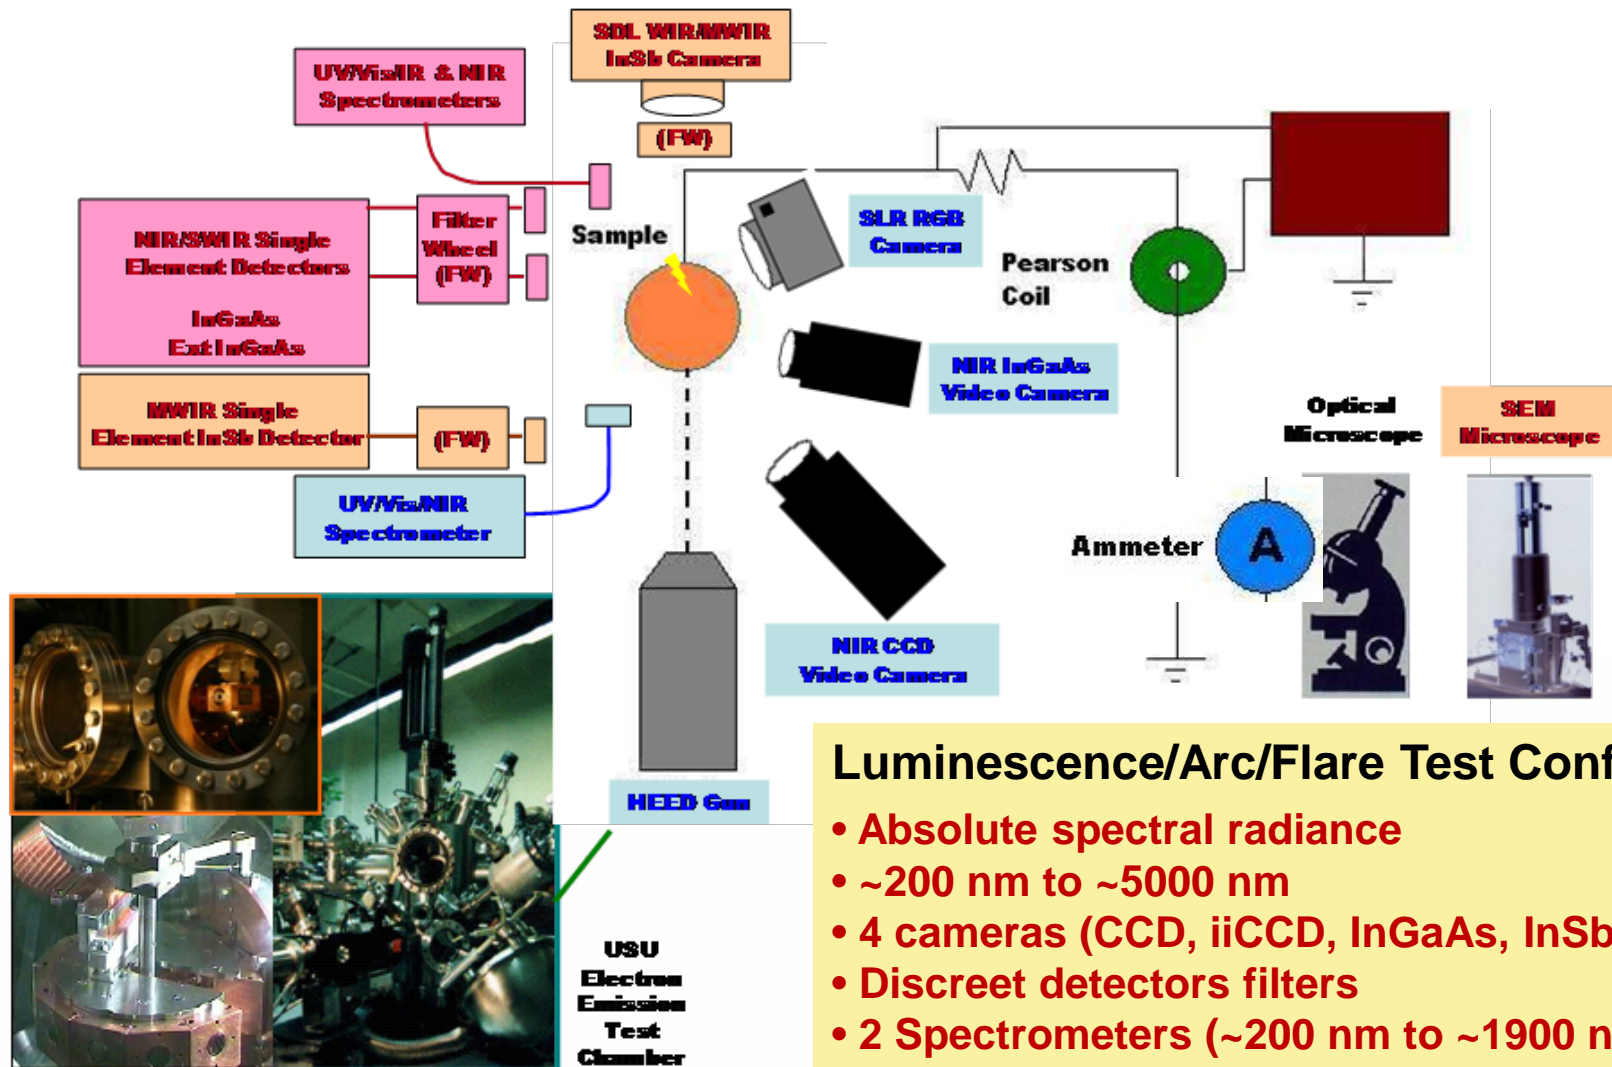 SDL WIR/MWIR
InSb Camera
(FW)
UV/Vis/IR & NIR
Spectrometers
NIR/SWIR Single
Element Detectors
InGaAs
Ext InGaAs
Filter
Wheel
(FW)
Sample
SLR RGB
Camera
Pearson
Coil
NIR InGaAs
Video Camera
MWIR Single
Element InSb Detector
(FW)
UV/Vis/NIR
Spectrometer
Optical
Microscope
SEM
Microscope
Ammeter
A
NIR CCD
Video Camera
HEED Gun
USU
Electron
Emission
Test
Chamber
Luminescence/Arc/Flare Test Conf
• Absolute spectral radiance
• ~200 nm to ~5000 nm
• 4 cameras (CCD, iiCCD, InGaAs, InSb
• Discreet detectors filters
• 2 Spectrometers (~200 nm to ~1900 n